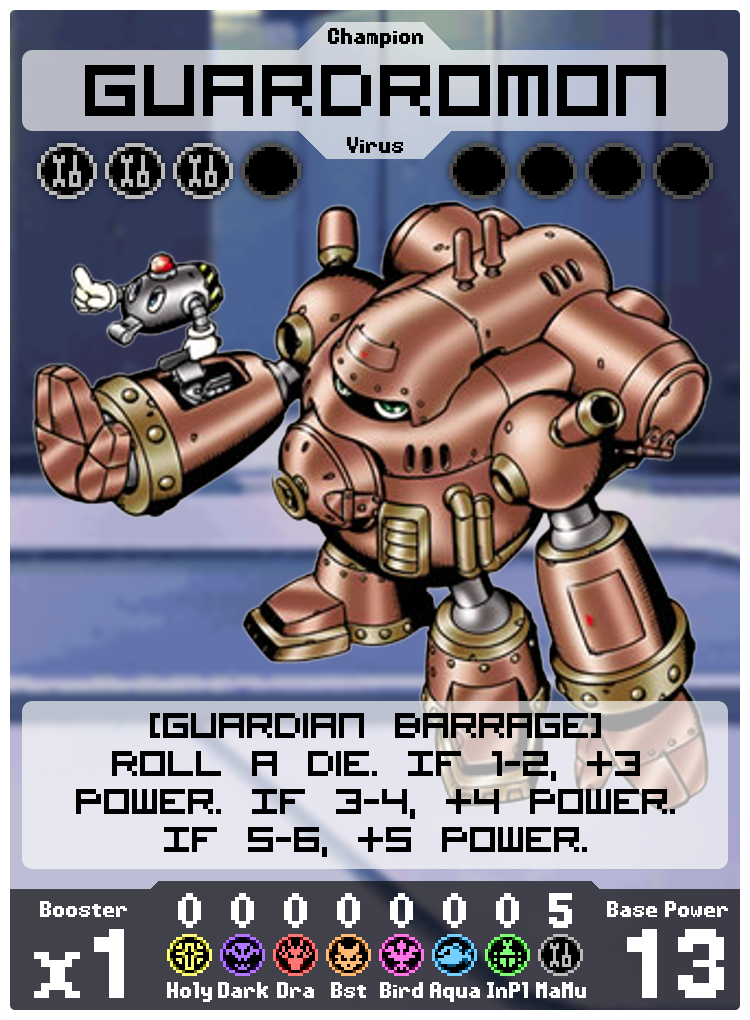 Champion
GUARDROMON
Virus
[GUARDIAN BARRAGE]
ROLL A DIE. IF 1-2, +3
POWER. IF 3-4, +4 POWER.
IF 5-6, +5 POWER.
Booster
x1
0 0 0 0 0 0 0 5
Holy Dark Dra Bst Bird Aqua InPl MaMu
Base Power
13